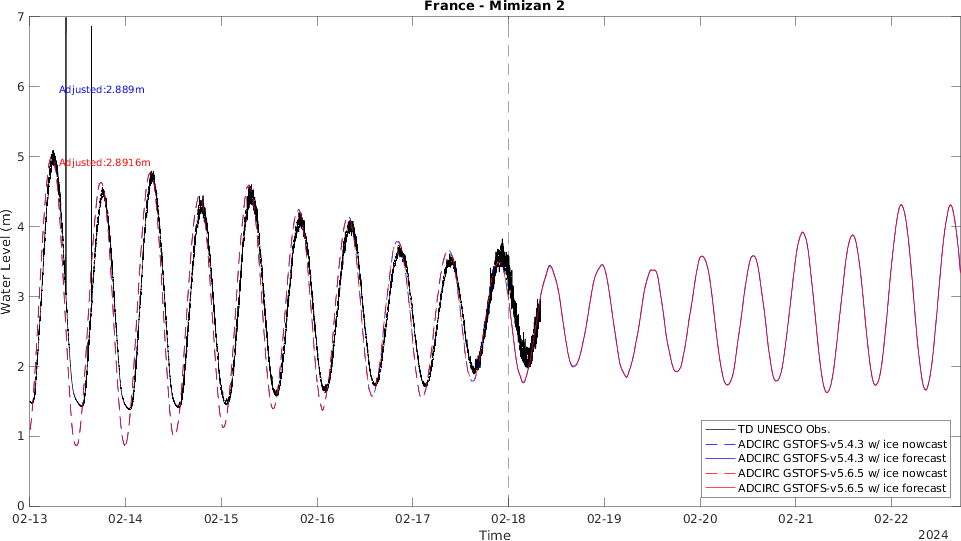 France - Mimizan 2
7
6
5
4
3
2
1
0
Water Level (m)
Adjusted:2.889m
Adjusted:2.8916m
TD UNESCO Obs.
ADCIRC GSTOFS-v5.4.3 w/ ice nowcast
ADCIRC GSTOFS-v5.4.3 w/ ice forecast
ADCIRC GSTOFS-v5.6.5 w/ ice nowcast
ADCIRC GSTOFS-v5.6.5 w/ ice forecast
02-13 02-14 02-15 02-16 02-17 02-18 02-19 02-20 02-21 02-22
Time
2024